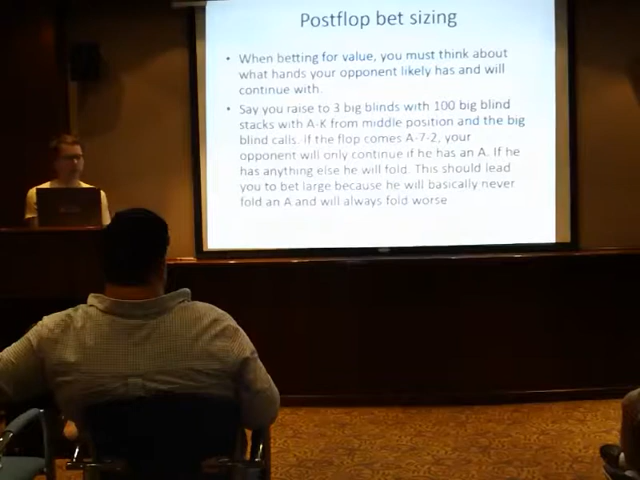 Postflop bet sizing
• When betting for value, you must think about
what hands your opponent likely has and will
continue with.
• Say you raise to 3 big blinds with 100 big blind
stacks with A-K from middle position and the big
blind calls. If the flop comes A-7-2, your
opponent will only continue if he has an A. If he
has anything else he will fold. This should lead
you to bet large because he will basically never
fold an A and will always fold worse